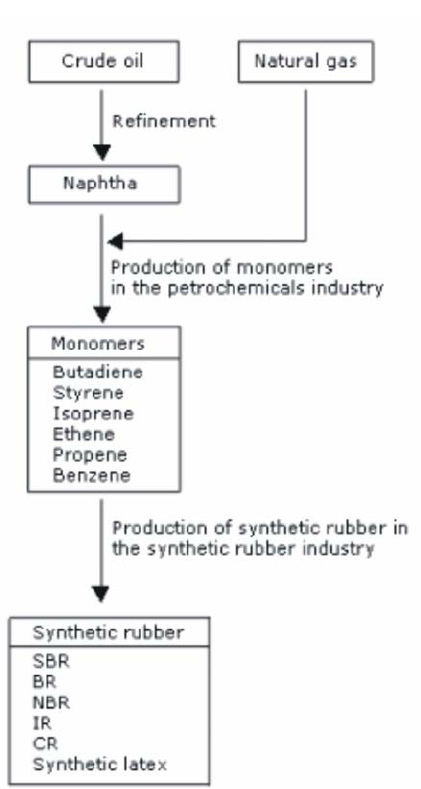 Crude oil
Natural gas
Refinement
Naphtha
Production of monomers
in the petrochemicals industry
Monomers
Butadiene
Styrene
Isoprene
Ethene
Propene
Benzene
Production of synthetic rubber in
the synthetic rubber industry
Synthetic rubber
SBR
BR
NBR
IR
CR
Synthetic latex